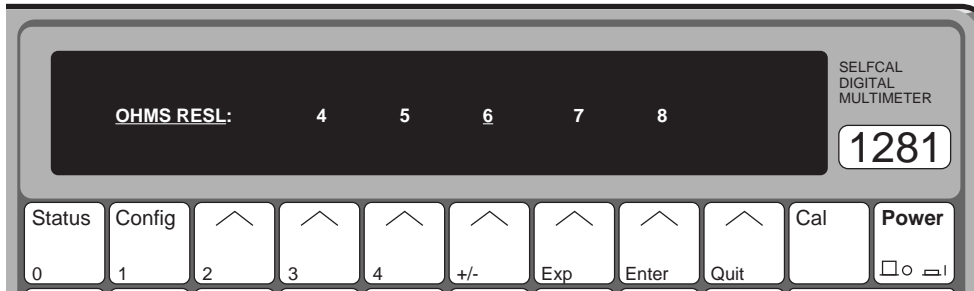 SELFCAL
DIGITAL
MULTIMETER
OHMS RESL: 4 5 6 7 8
1281
Status Config Cal Power
0 1 2 3 4 +/- Exp Enter Quit